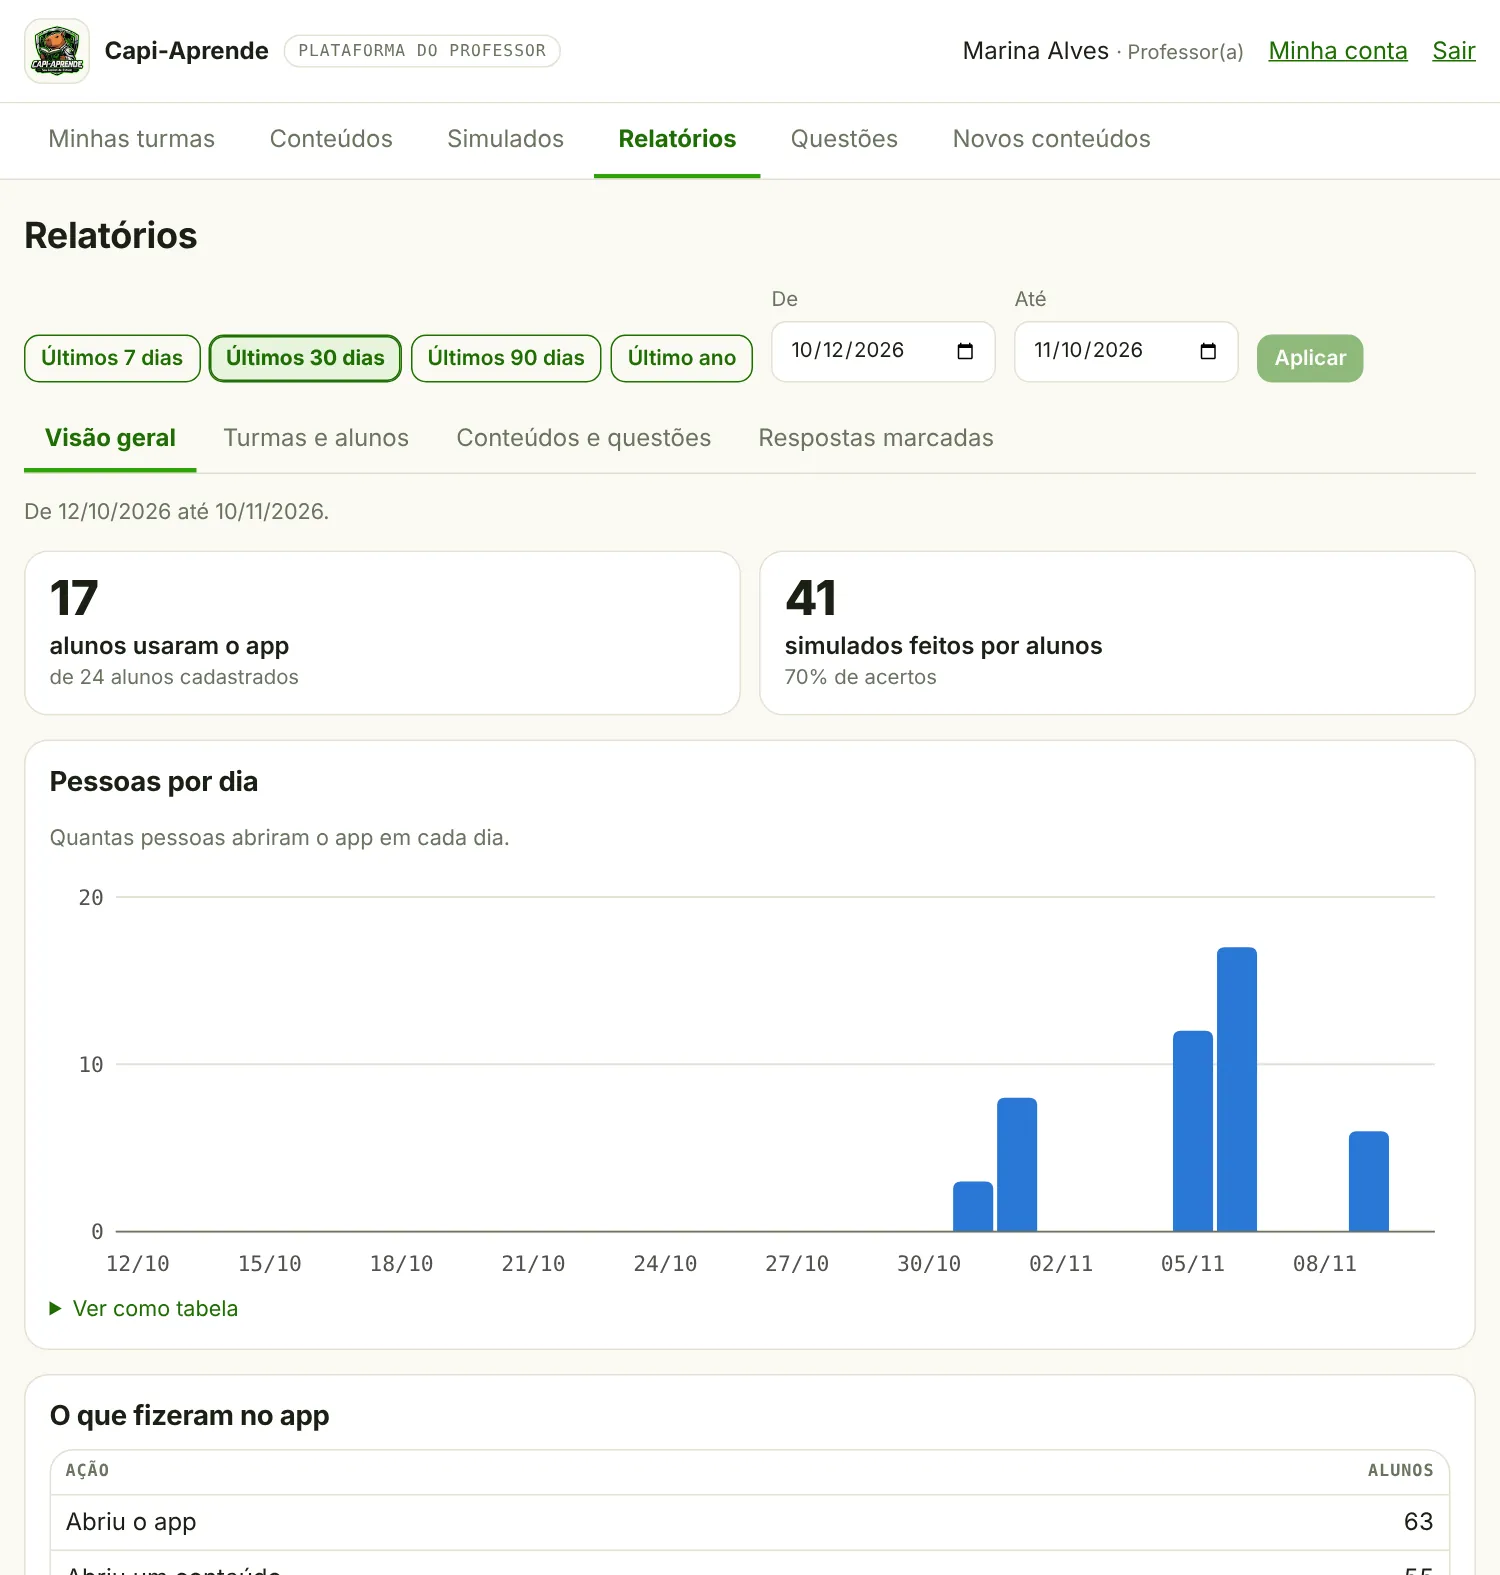 CAPI-APRENDE
Capi-Aprende
PLATAFORMA DO PROFESSOR
Marina Alves · Professor(a)
Minha conta
Sair
Minhas turmas
Conteúdos
Simulados
Relatórios
Questões
Novos conteúdos
Relatórios
De
Até
Últimos 7 dias
Últimos 30 dias
Últimos 90 dias
Último ano
10/12/2026
11/10/2026
Aplicar
Visão geral
Turmas e alunos
Conteúdos e questões
Respostas marcadas
De 12/10/2026 até 10/11/2026.
17
alunos usaram o app
de 24 alunos cadastrados
41
simulados feitos por alunos
70% de acertos
Pessoas por dia
Quantas pessoas abriram o app em cada dia.
20
10
0
12/10 15/10 18/10 21/10 24/10 27/10 30/10 02/11 05/11 08/11
Ver como tabela
O que fizeram no app
AÇÃO ALUNOS
Abriu o app 63
Abriu um conteúdo 55